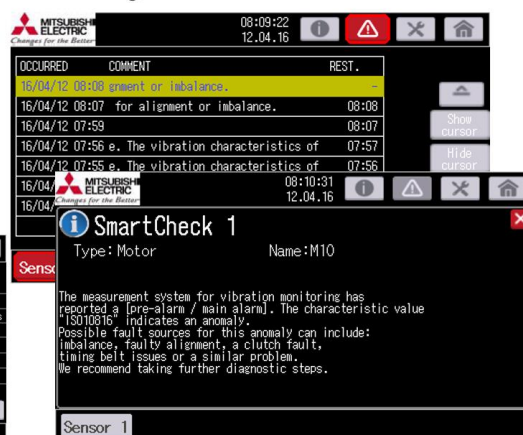 MITSUBISHI
ELECTRIC
Changes for the Better
08:09:22
12.04.16
OCCURRED COMMENT REST.
16/04/12 08:08 gnment or imbalance. -
16/04/12 08:07 for alignment or imbalance. 08:08
16/04/12 07:59 08:07
16/04/12 07:56 e. The vibration characteristics of 07:57
16/04/12 07:55 e. The vibration characteristics of 07:56
16/04/
16/04/
Show
cursor
Hide
cursor
Senso
MITSUBISHI
ELECTRIC
Changes for the Better
08:10:31
12.04.16
SmartCheck 1
Type: Motor Name: M10
The measurement system for vibration monitoring has
reported a [pre-alarm / main alarm]. The characteristic value
"ISO10816" indicates an anomaly.
Possible fault sources for this anomaly can include:
imbalance, faulty alignment, a clutch fault,
timing belt issues or a similar problem.
We recommend taking further diagnostic steps.
Sensor 1